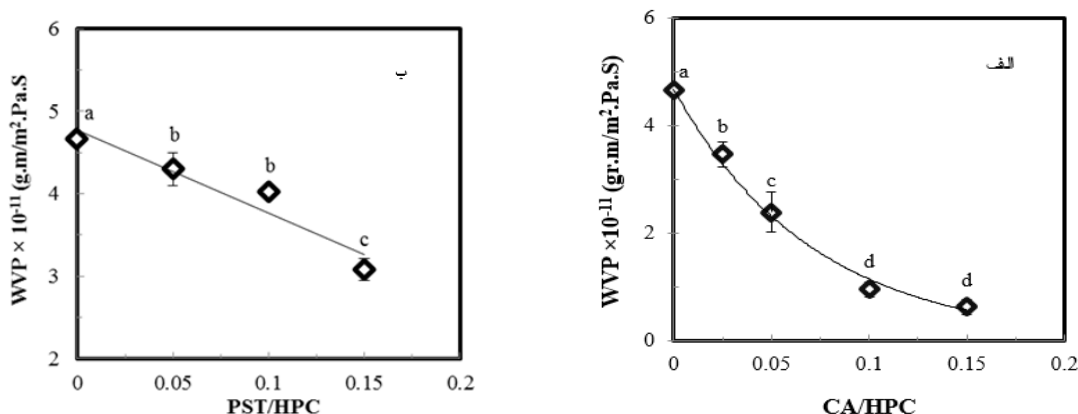 ب
6
5
4
3
2
WVP × 10⁻¹¹ (g.m/m².Pa.S)
a
b
b
c
0 0.05 0.1 0.15 0.2
PST/HPC
الف
6
4
2
0
WVP ×10⁻¹¹ (gr.m/m².Pa.S)
a
b
c
d
d
0 0.05 0.1 0.15 0.2
CA/HPC